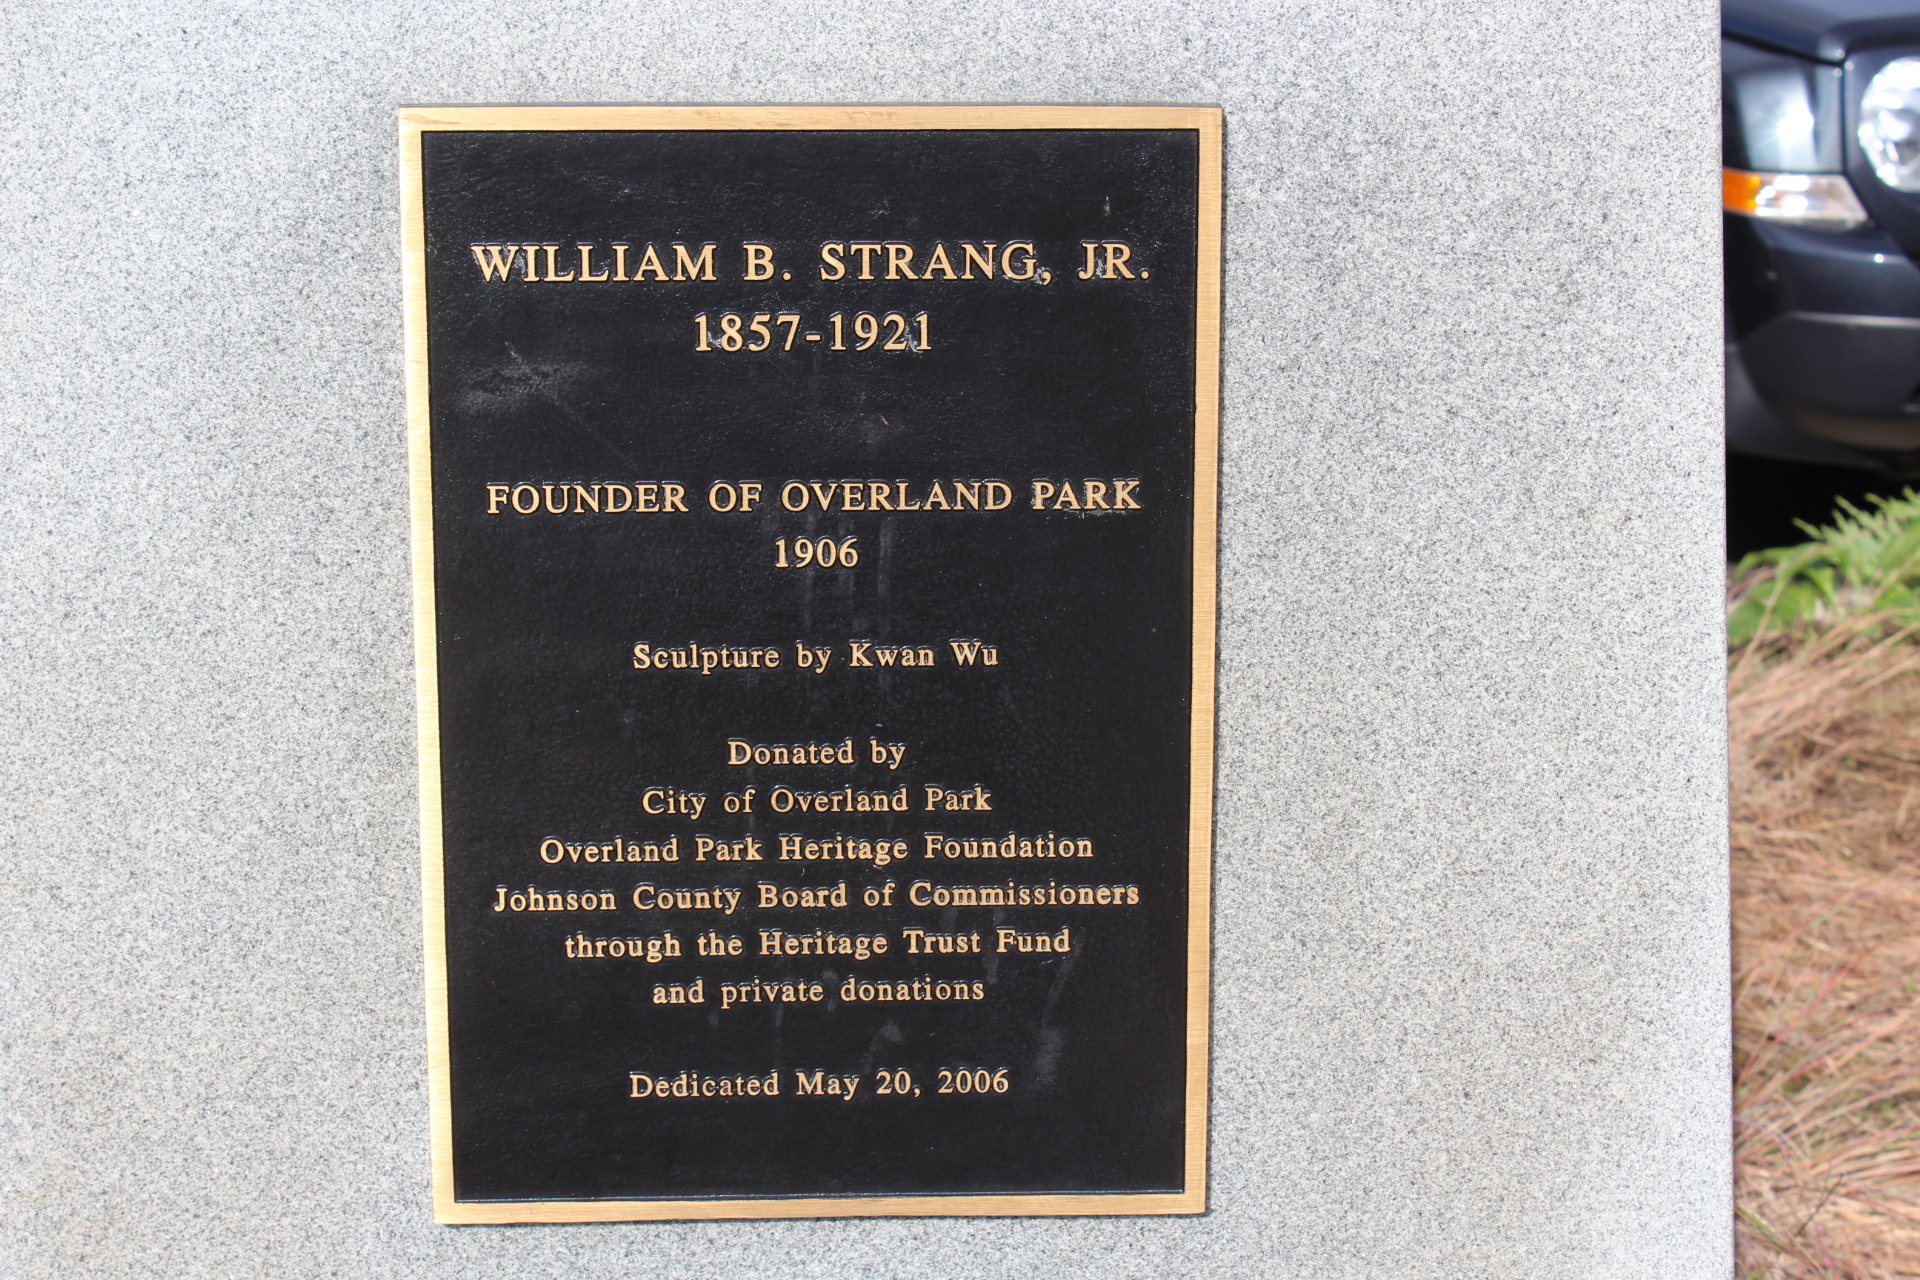 WILLIAM B. STRANG, JR.
1857-1921
FOUNDER OF OVERLAND PARK
1906
Sculpture by Kwan Wu
Donated by
City of Overland Park
Overland Park Heritage Foundation
Johnson County Board of Commissioners
through the Heritage Trust Fund
and private donations
Dedicated May 20, 2006